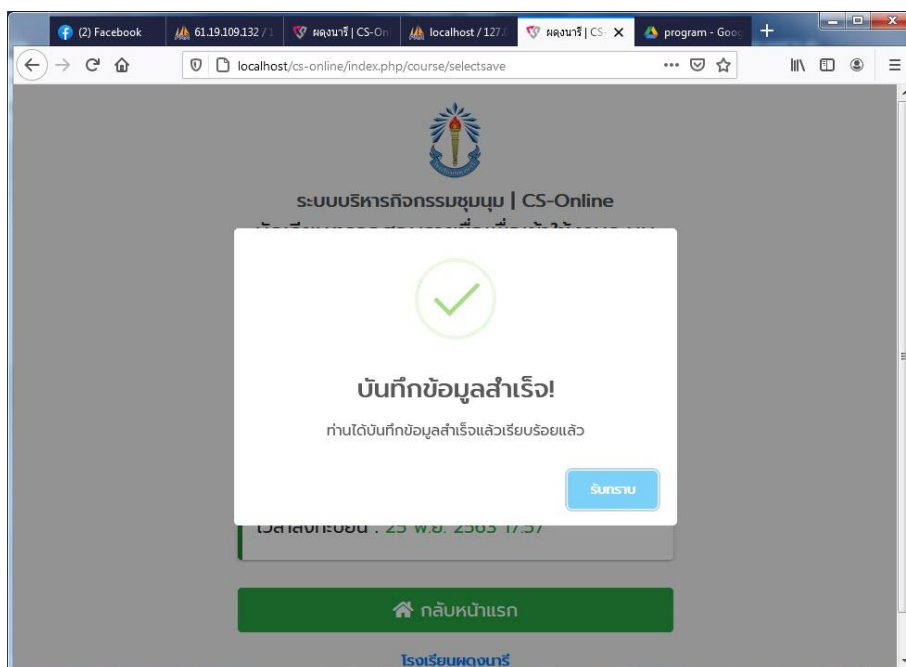 (2) Facebook
61.19.109.132 / 1
ผดุงนารี | CS-On
localhost / 127.0
ผดุงนารี | CS-
program - Goog
localhost/cs-online/index.php/course/selectsave
ระบบบริหารกิจกรรมชุมนุม | CS-Online
บันทึกข้อมูลสำเร็จ!
ท่านได้บันทึกข้อมูลสำเร็จแล้วเรียบร้อยแล้ว
รับทราบ
เวลาลงทะเบียน : 25 พ.ย. 2563 17:57
กลับหน้าแรก
โรงเรียนผดุงนารี